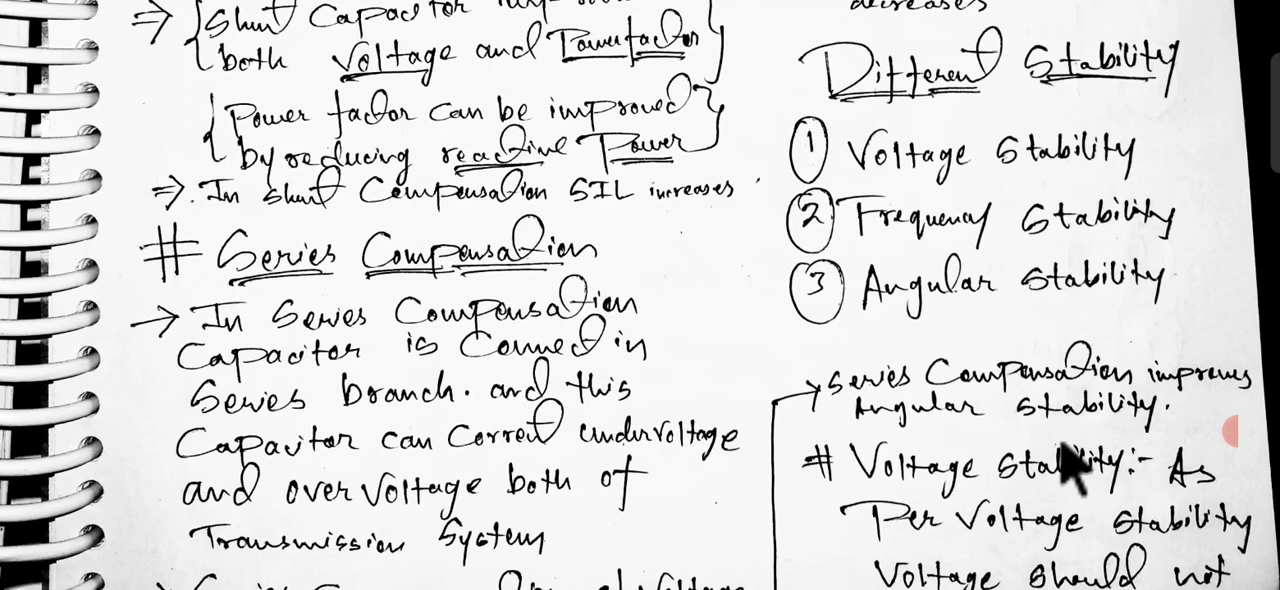 => { Shunt Capacitor
both Voltage and Powerfactor }
{ Power factor can be improved
by reducing reactive Power }
=> In shunt Compensation SIL increases
# Series Compensation
-> In Series Compensation
Capacitor is Conned in
Series branch. and this
Capacitor can Correct undervoltage
and over Voltage both of
Transmission System
decreases
Different Stability
1 Voltage Stability
2 Frequency Stability
3 Angular Stability
-> Series Compensation improves
Angular Stability.
# Voltage Stability:- As
Per Voltage Stability
Voltage should not